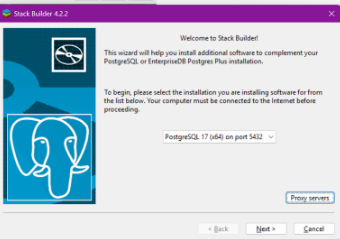 Stack Builder 4.2.2
Welcome to Stack Builder!
This wizard will help you install additional software to complement your
PostgreSQL or EnterpriseDB Postgres Plus installation.
To begin, please select the installation you are installing software for from
the list below. Your computer must be connected to the Internet before
proceeding.
PostgreSQL 17 (x64) on port 5432
Proxy servers
< Back
Next >
Cancel